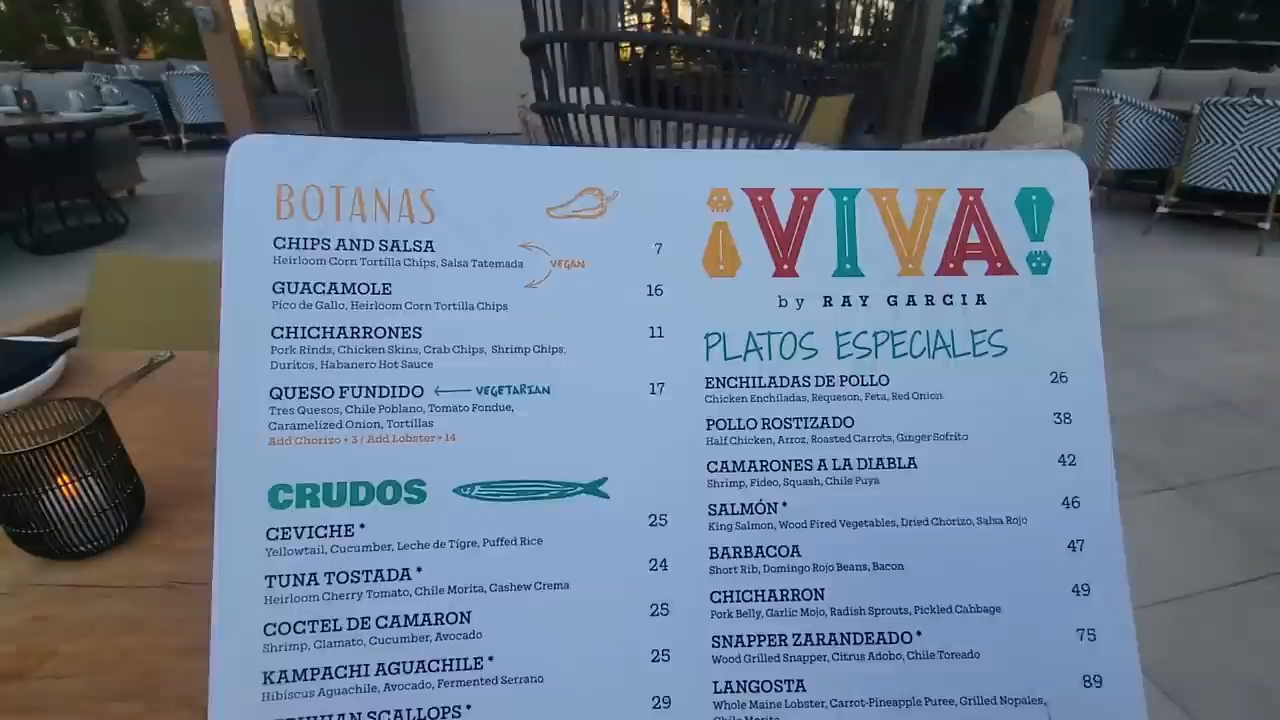 BOTANAS
CHIPS AND SALSA 7
Heirloom Corn Tortilla Chips, Salsa Tatemada
VEGAN
GUACAMOLE 16
Pico de Gallo, Heirloom Corn Tortilla Chips
CHICHARRONES 11
Pork Rinds, Chicken Skins, Crab Chips, Shrimp Chips,
Duritos, Habanero Hot Sauce
QUESO FUNDIDO VEGETARIAN 17
Tres Quesos, Chile Poblano, Tomato Fondue,
Caramelized Onion, Tortillas
Add Chorizo + 3 / Add Lobster + 14
CRUDOS
CEVICHE * 25
Yellowtail, Cucumber, Leche de Tigre, Puffed Rice
TUNA TOSTADA * 24
Heirloom Cherry Tomato, Chile Morita, Cashew Crema
COCTEL DE CAMARON 25
Shrimp, Clamato, Cucumber, Avocado
KAMPACHI AGUACHILE * 25
Hibiscus Aguachile, Avocado, Fermented Serrano
SCALLOPS * 29
¡VIVA!
by RAY GARCIA
PLATOS ESPECIALES
ENCHILADAS DE POLLO 26
Chicken Enchiladas, Requeson, Feta, Red Onion
POLLO ROSTIZADO 38
Half Chicken, Arroz, Roasted Carrots, Ginger Sofrito
CAMARONES A LA DIABLA 42
Shrimp, Fideo, Squash, Chile Puya
SALMÓN * 46
King Salmon, Wood Fired Vegetables, Dried Chorizo, Salsa Rojo
BARBACOA 47
Short Rib, Domingo Rojo Beans, Bacon
CHICHARRON 49
Pork Belly, Garlic Mojo, Radish Sprouts, Pickled Cabbage
SNAPPER ZARANDEADO * 75
Wood Grilled Snapper, Citrus Adobo, Chile Toreado
LANGOSTA 89
Whole Maine Lobster, Carrot-Pineapple Puree, Grilled Nopales,